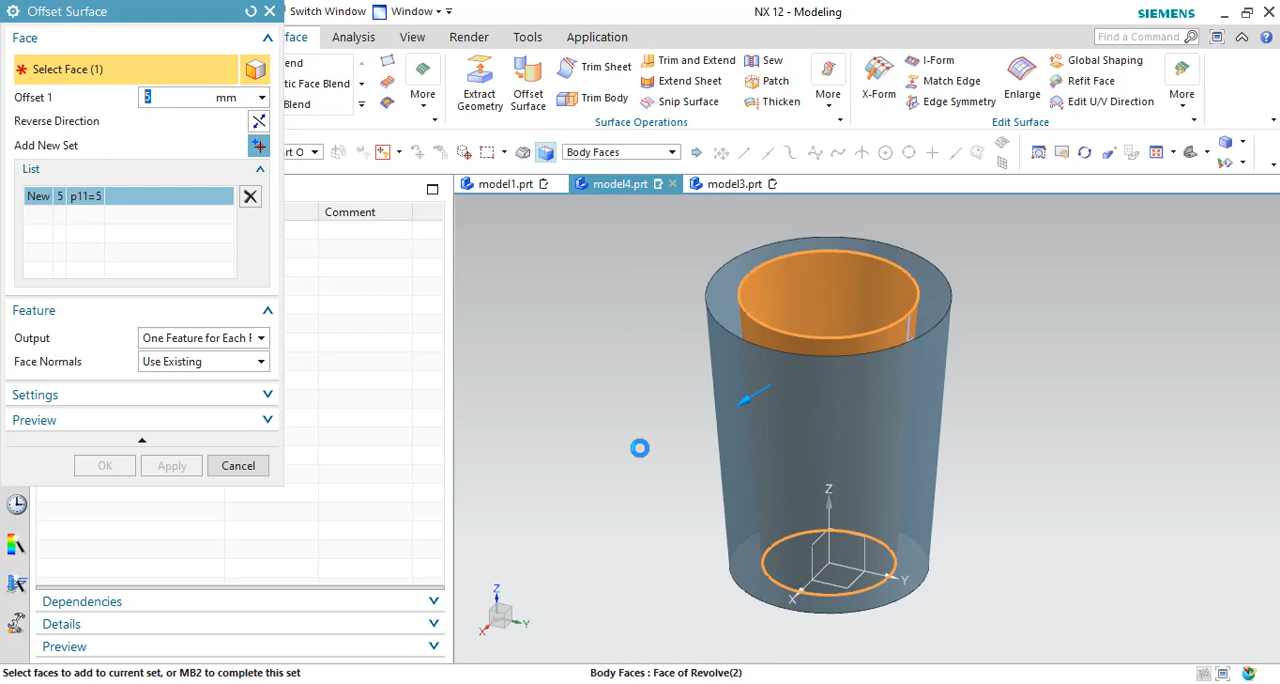 Offset Surface
Switch Window Window
NX 12 - Modeling
SIEMENS
Face
face Analysis View Render Tools Application
Find a Command
Select Face (1)
end
Blend
etic Face Blend
More
Extract Geometry
Offset Surface
Trim Sheet
Trim Body
Trim and Extend
Extend Sheet
Snip Surface
Sew
Patch
Thicken
More
Surface Operations
X-Form
I-Form
Match Edge
Edge Symmetry
Enlarge
Global Shaping
Refit Face
Edit U/V Direction
More
Edit Surface
Offset 1 5 mm
Reverse Direction
Add New Set
art O
Body Faces
List
New 5 p11=5
model1.prt model4.prt model3.prt
Comment
Feature
Output One Feature for Each F
Face Normals Use Existing
Settings
Preview
OK Apply Cancel
Z
Y
X
Z
X
Y
Dependencies
Details
Preview
Select faces to add to current set, or MB2 to complete this set
Body Faces : Face of Revolve(2)